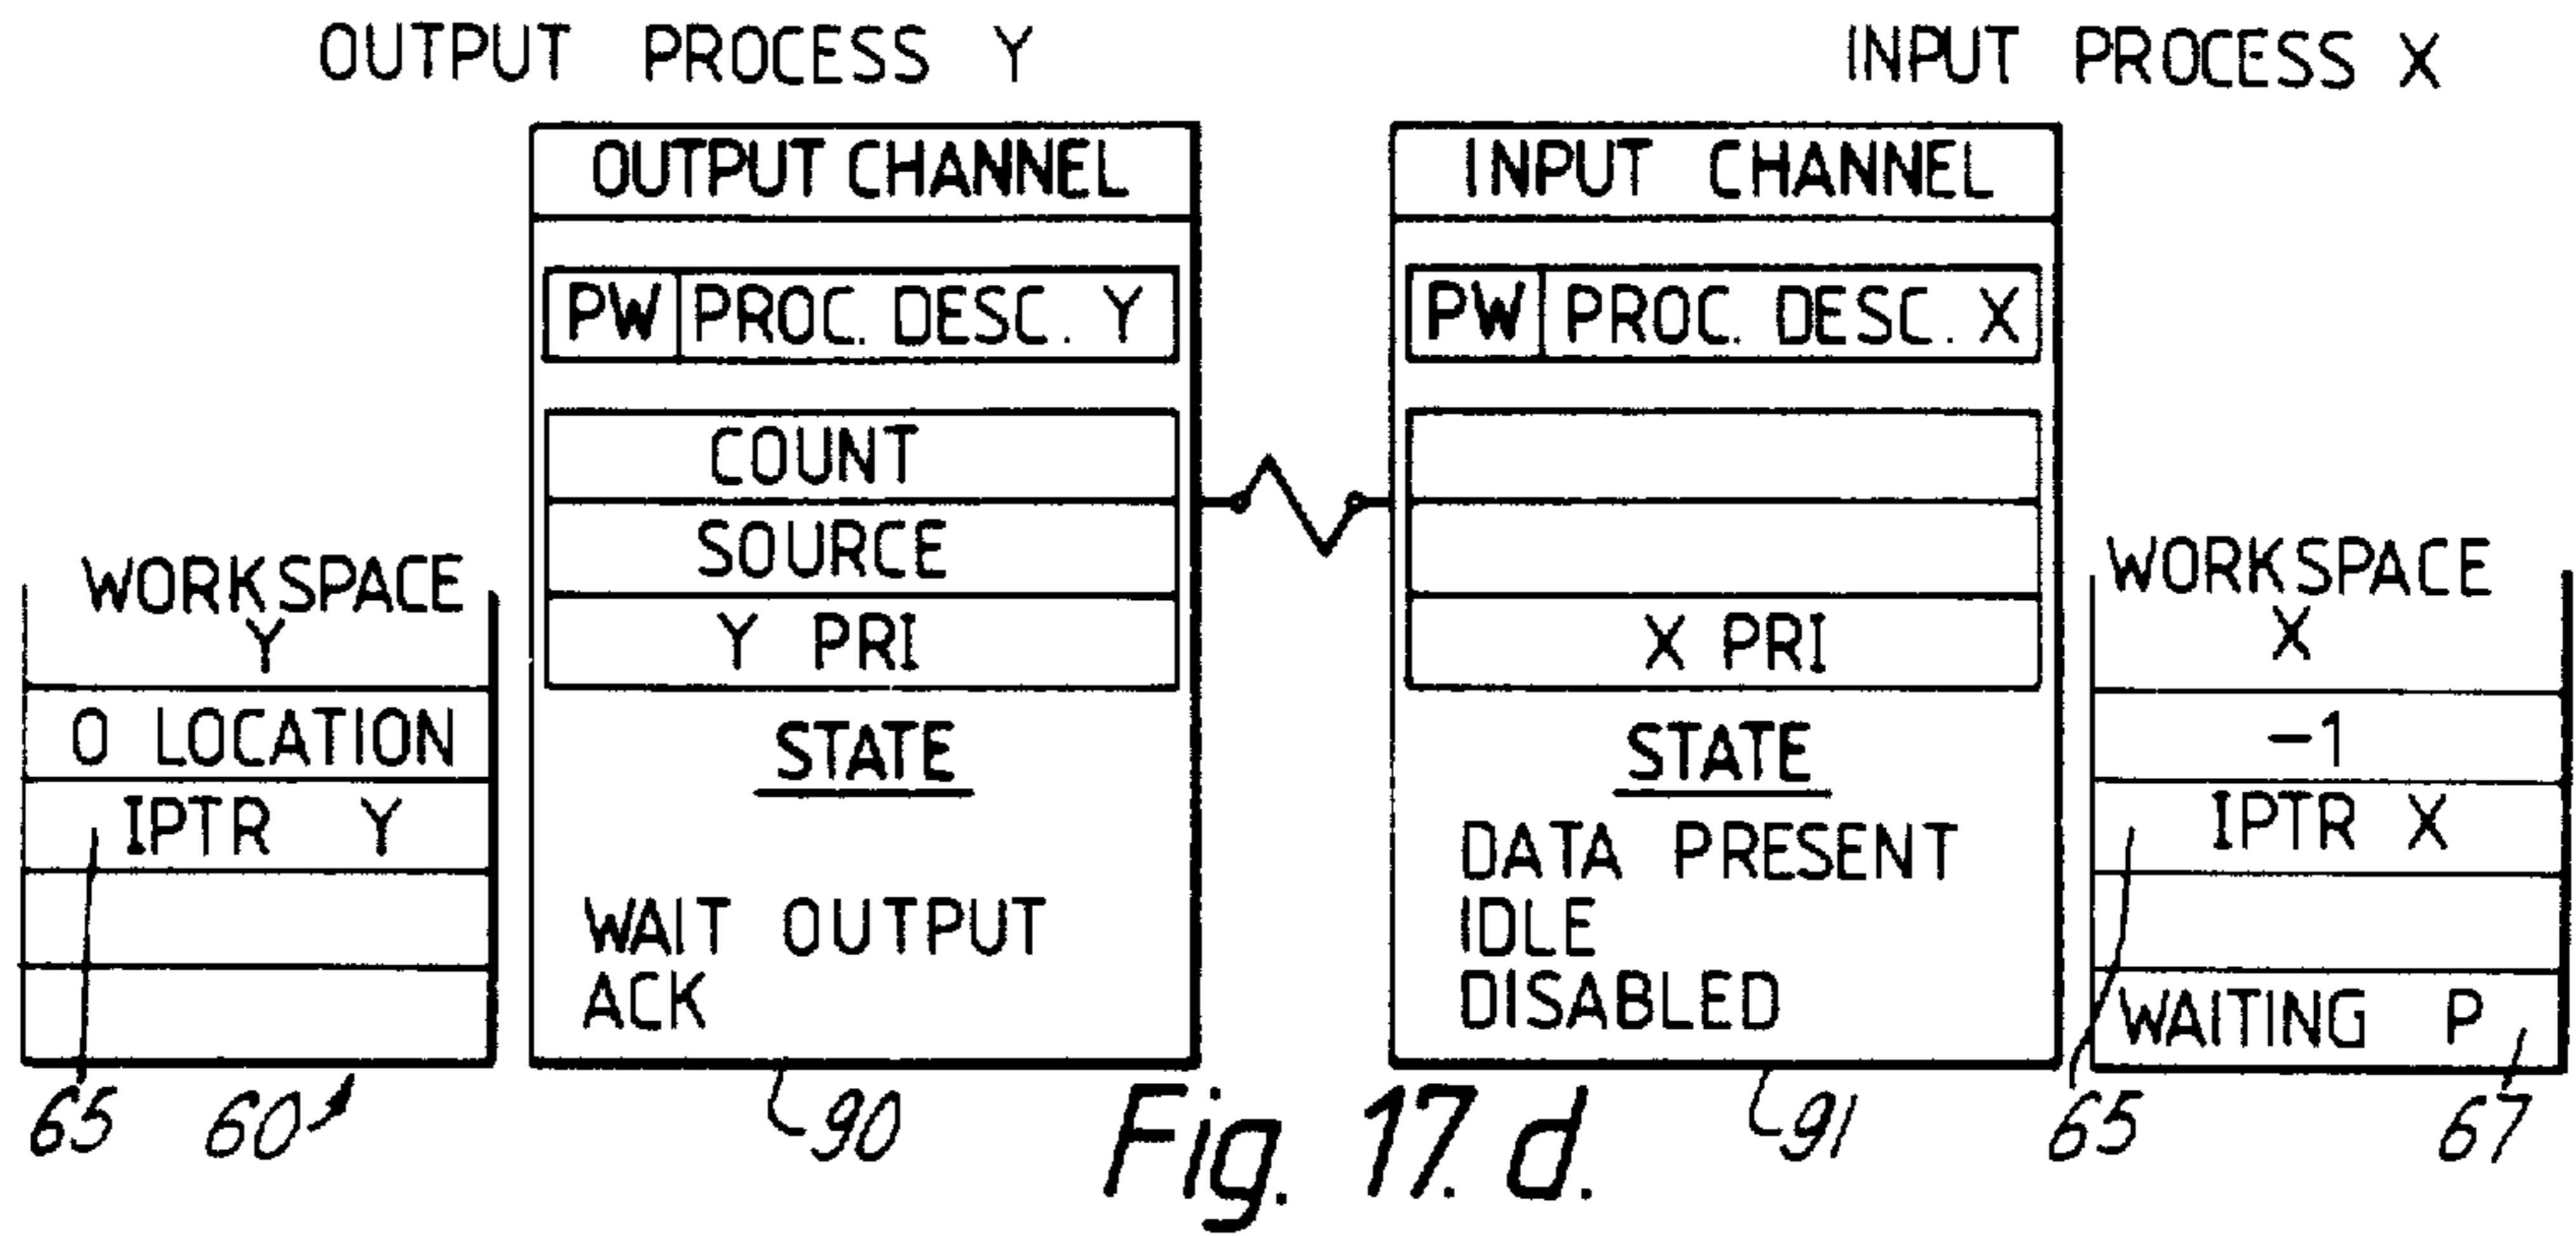 OUTPUT PROCESS Y
INPUT PROCESS X
OUTPUT CHANNEL
PW PROC. DESC. Y
COUNT
SOURCE
Y PRI
STATE
WAIT OUTPUT
ACK
INPUT CHANNEL
PW PROC. DESC. X
X PRI
STATE
DATA PRESENT
IDLE
DISABLED
WORKSPACE
Y
0 LOCATION
IPTR Y
WORKSPACE
X
-1
IPTR X
WAITING P
65 60 90 91 65 67
Fig. 17. d.